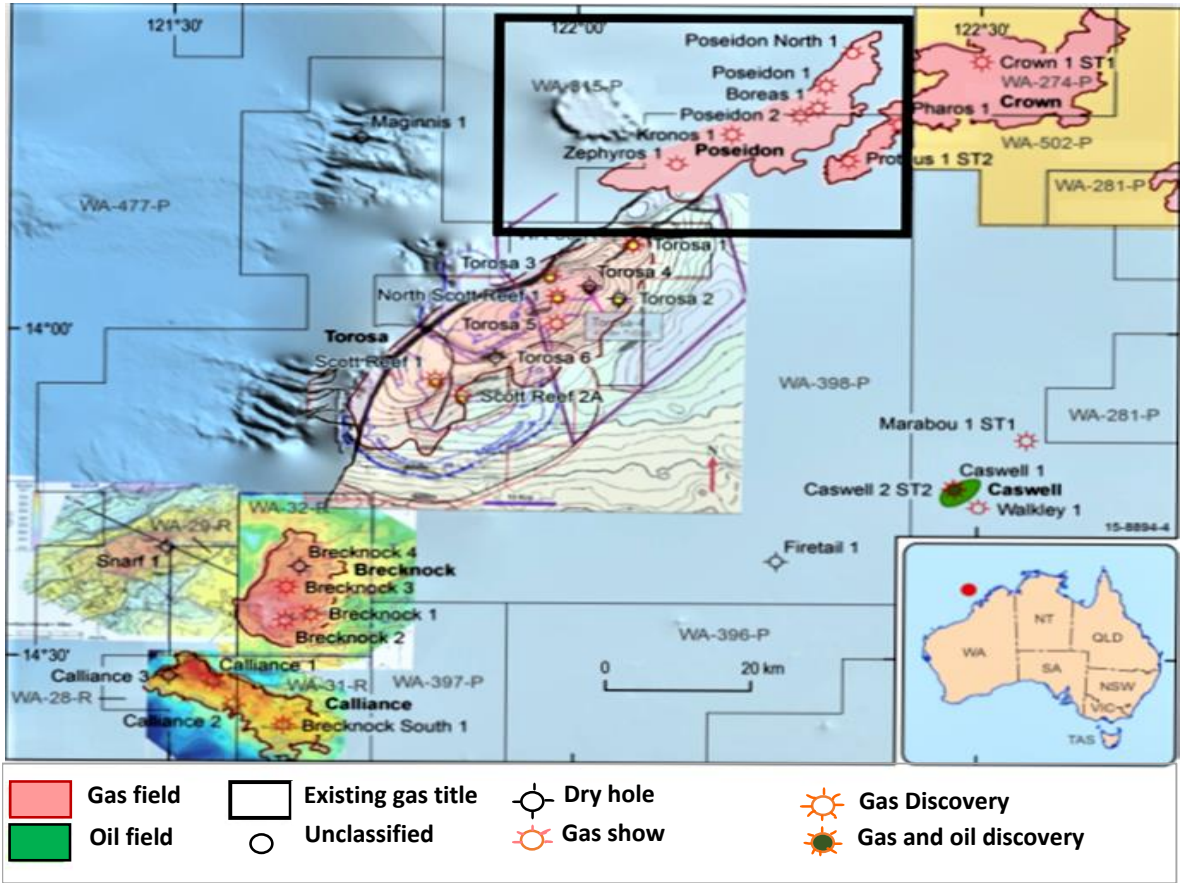 121°30'
122°00'
122°30'
Poseidon North 1
Crown 1 ST1
WA-274-P
Crown
Poseidon 1
Boreas 1
WA-315-P
Poseidon 2
Pharos 1
Maginnis 1
Kronos 1
Poseidon
Zephyros 1
Proteus 1 ST2
WA-502-P
WA-281-P
WA-477-P
Torosa 1
Torosa 3
Torosa 4
North Scott Reef 1
Torosa 2
Torosa 5
14°00'
Torosa
Torosa 6
Scott Reef 1
Scott Reef 2A
WA-398-P
WA-281-P
Marabou 1 ST1
Caswell 1
Caswell 2 ST2
Caswell
Walkley 1
15-8894-4
N
WA-32-R
WA-29-R
Snarf 1
Brecknock 4
Brecknock
Brecknock 3
Brecknock 1
Brecknock 2
Firetail 1
WA-396-P
14°30'
Calliance 1
Calliance 3
WA-31-R
WA-397-P
WA-28-R
Calliance
Calliance 2
Brecknock South 1
0
20 km
WA
NT
SA
QLD
NSW
VIC
TAS
Gas field
Existing gas title
Dry hole
Gas Discovery
Oil field
Unclassified
Gas show
Gas and oil discovery